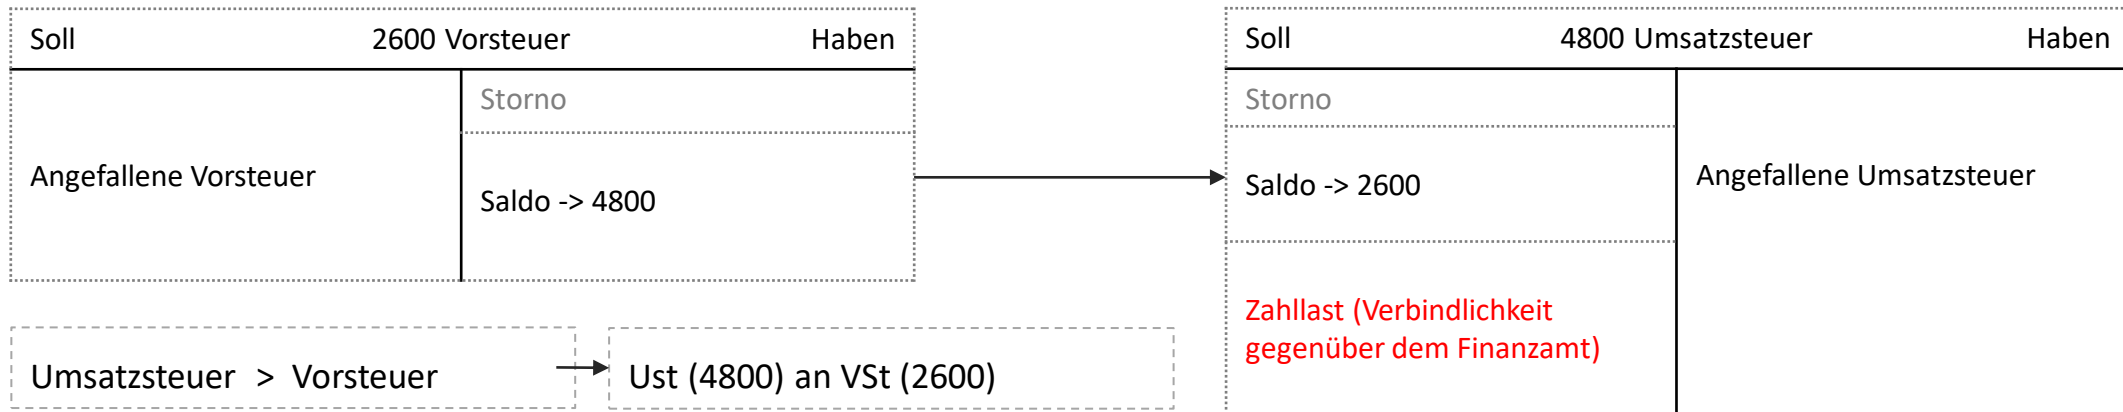 Soll 2600 Vorsteuer Haben
Storno
Angefallene Vorsteuer
Saldo -> 4800
Soll 4800 Umsatzsteuer Haben
Storno
Saldo -> 2600
Angefallene Umsatzsteuer
Zahllast (Verbindlichkeit
gegenüber dem Finanzamt)
Umsatzsteuer > Vorsteuer
Ust (4800) an VSt (2600)